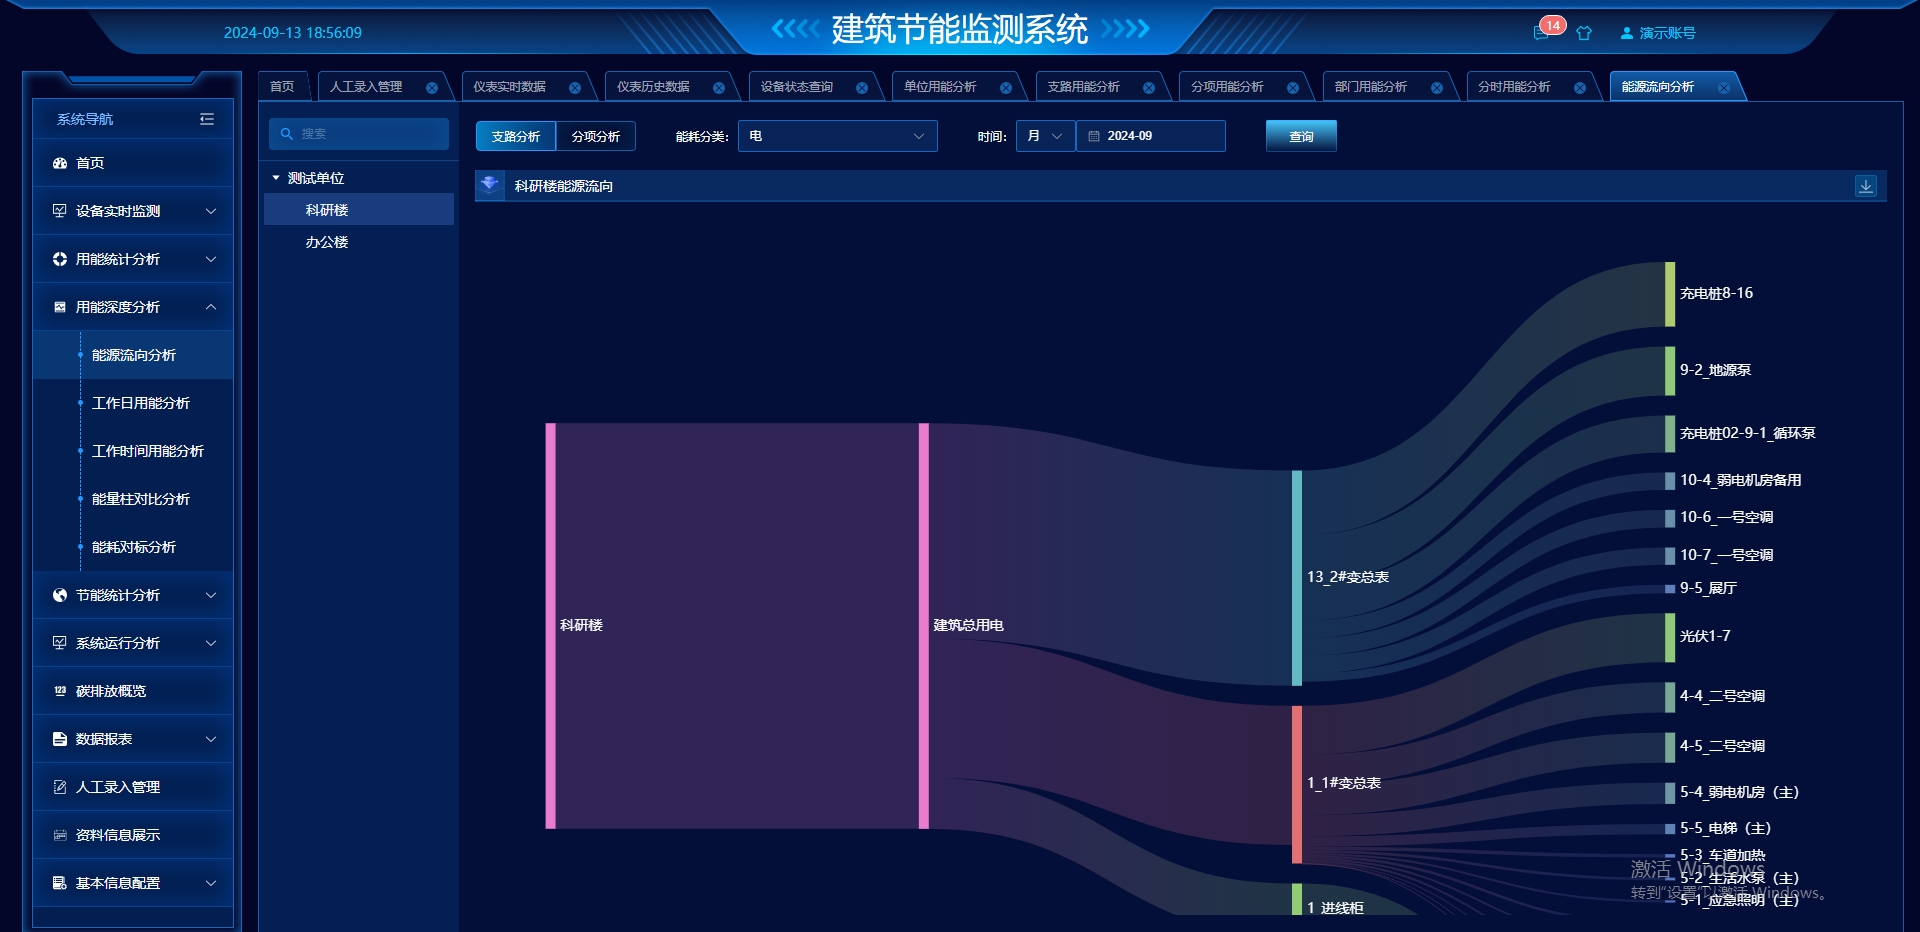 2024-09-13 18:56:09
建筑节能监测系统
14
演示账号
首页
人工录入管理
仪表实时数据
仪表历史数据
设备状态查询
单位用能分析
支路用能分析
分项用能分析
部门用能分析
分时用能分析
能源流向分析
系统导航
首页
设备实时监测
用能统计分析
用能深度分析
能源流向分析
工作日用能分析
工作时间用能分析
能量柱对比分析
能耗对标分析
节能统计分析
系统运行分析
123 碳排放概览
数据报表
人工录入管理
资料信息展示
基本信息配置
搜索
测试单位
科研楼
办公楼
支路分析
分项分析
能耗分类:
电
时间:
月
2024-09
查询
科研楼能源流向
科研楼
建筑总用电
13_2#变总表
1_1#变总表
1_进线柜
充电桩8-16
9-2_地源泵
充电桩02-9-1_循环泵
10-4_弱电机房备用
10-6_一号空调
10-7_一号空调
9-5_展厅
光伏1-7
4-4_二号空调
4-5_二号空调
5-4_弱电机房（主）
5-5_电梯（主）
5-3_车道加热
5-2_生活水泵（主）
5-1_应急照明（主）
激活 Windows
转到"设置"以激活 Windows。